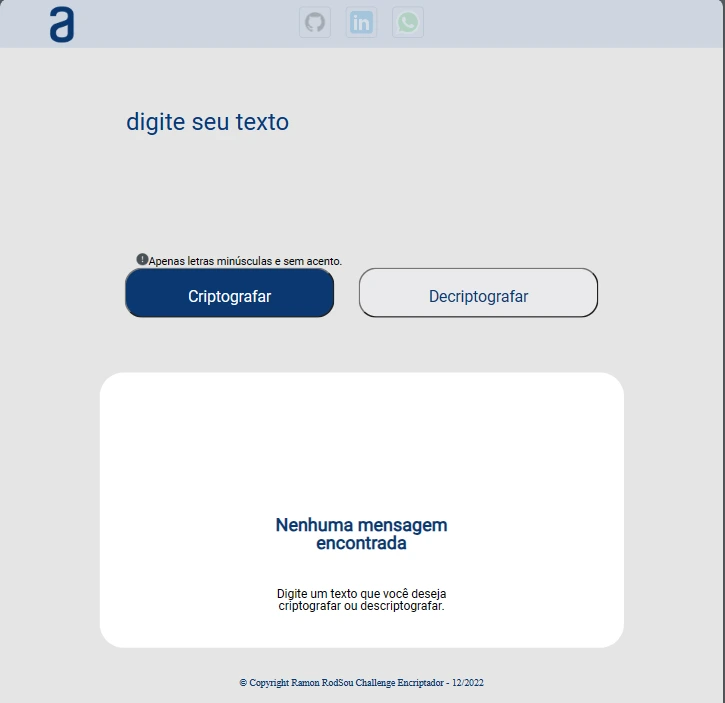 a
in
digite seu texto
!Apenas letras minúsculas e sem acento.
Criptografar
Decriptografar
Nenhuma mensagem
encontrada
Digite um texto que você deseja
criptografar ou descriptografar.
© Copyright Ramon RodSou Challenge Encriptador - 12/2022